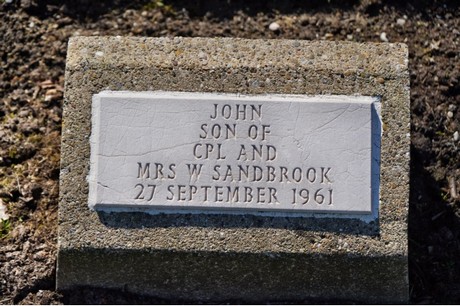 JOHN
SON OF
CPL AND
MRS W SANDBROOK
27 SEPTEMBER 1961